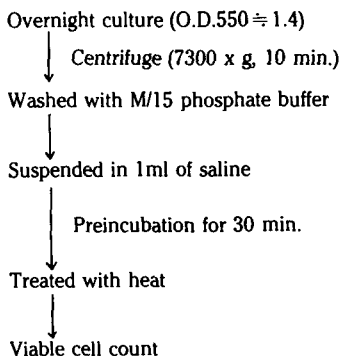 Overnight culture (O.D.550≒1.4)
Centrifuge (7300 x g, 10 min.)
Washed with M/15 phosphate buffer
Suspended in 1ml of saline
Preincubation for 30 min.
Treated with heat
Viable cell count